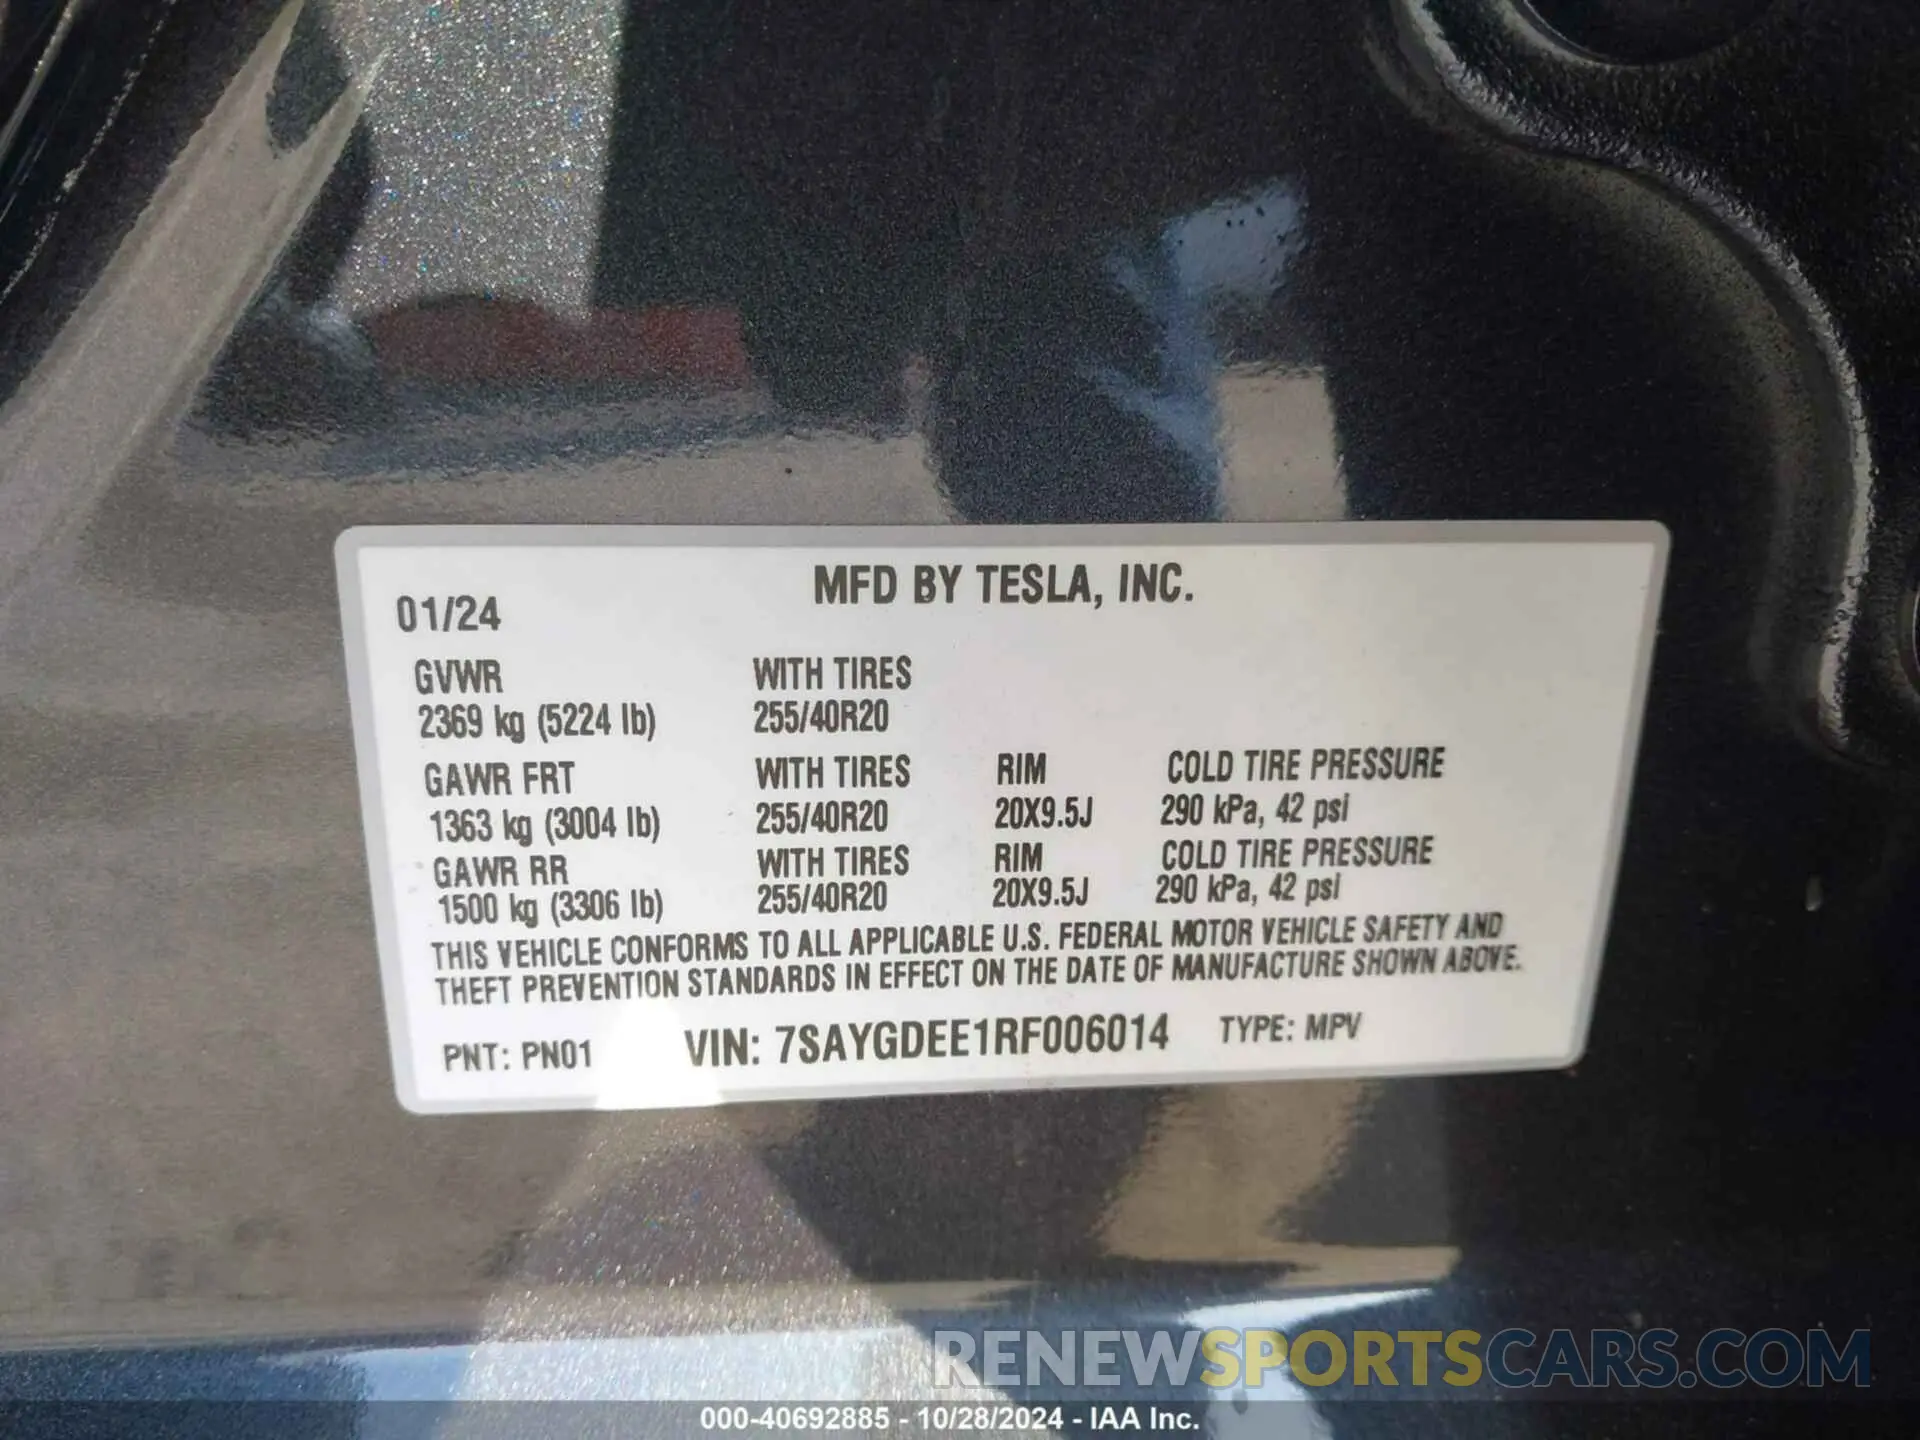 MFD BY TESLA, INC.
01/24
GVWR WITH TIRES
2369 kg (5224 lb) 255/40R20
GAWR FRT WITH TIRES RIM COLD TIRE PRESSURE
1363 kg (3004 lb) 255/40R20 20X9.5J 290 kPa, 42 psi
GAWR RR WITH TIRES RIM COLD TIRE PRESSURE
1500 kg (3306 lb) 255/40R20 20X9.5J 290 kPa, 42 psi
THIS VEHICLE CONFORMS TO ALL APPLICABLE U.S. FEDERAL MOTOR VEHICLE SAFETY AND
THEFT PREVENTION STANDARDS IN EFFECT ON THE DATE OF MANUFACTURE SHOWN ABOVE.
PNT: PN01 VIN: 7SAYGDEE1RF006014 TYPE: MPV
RENEWSPORTSCARS.COM
000-40692885 - 10/28/2024 - IAA Inc.